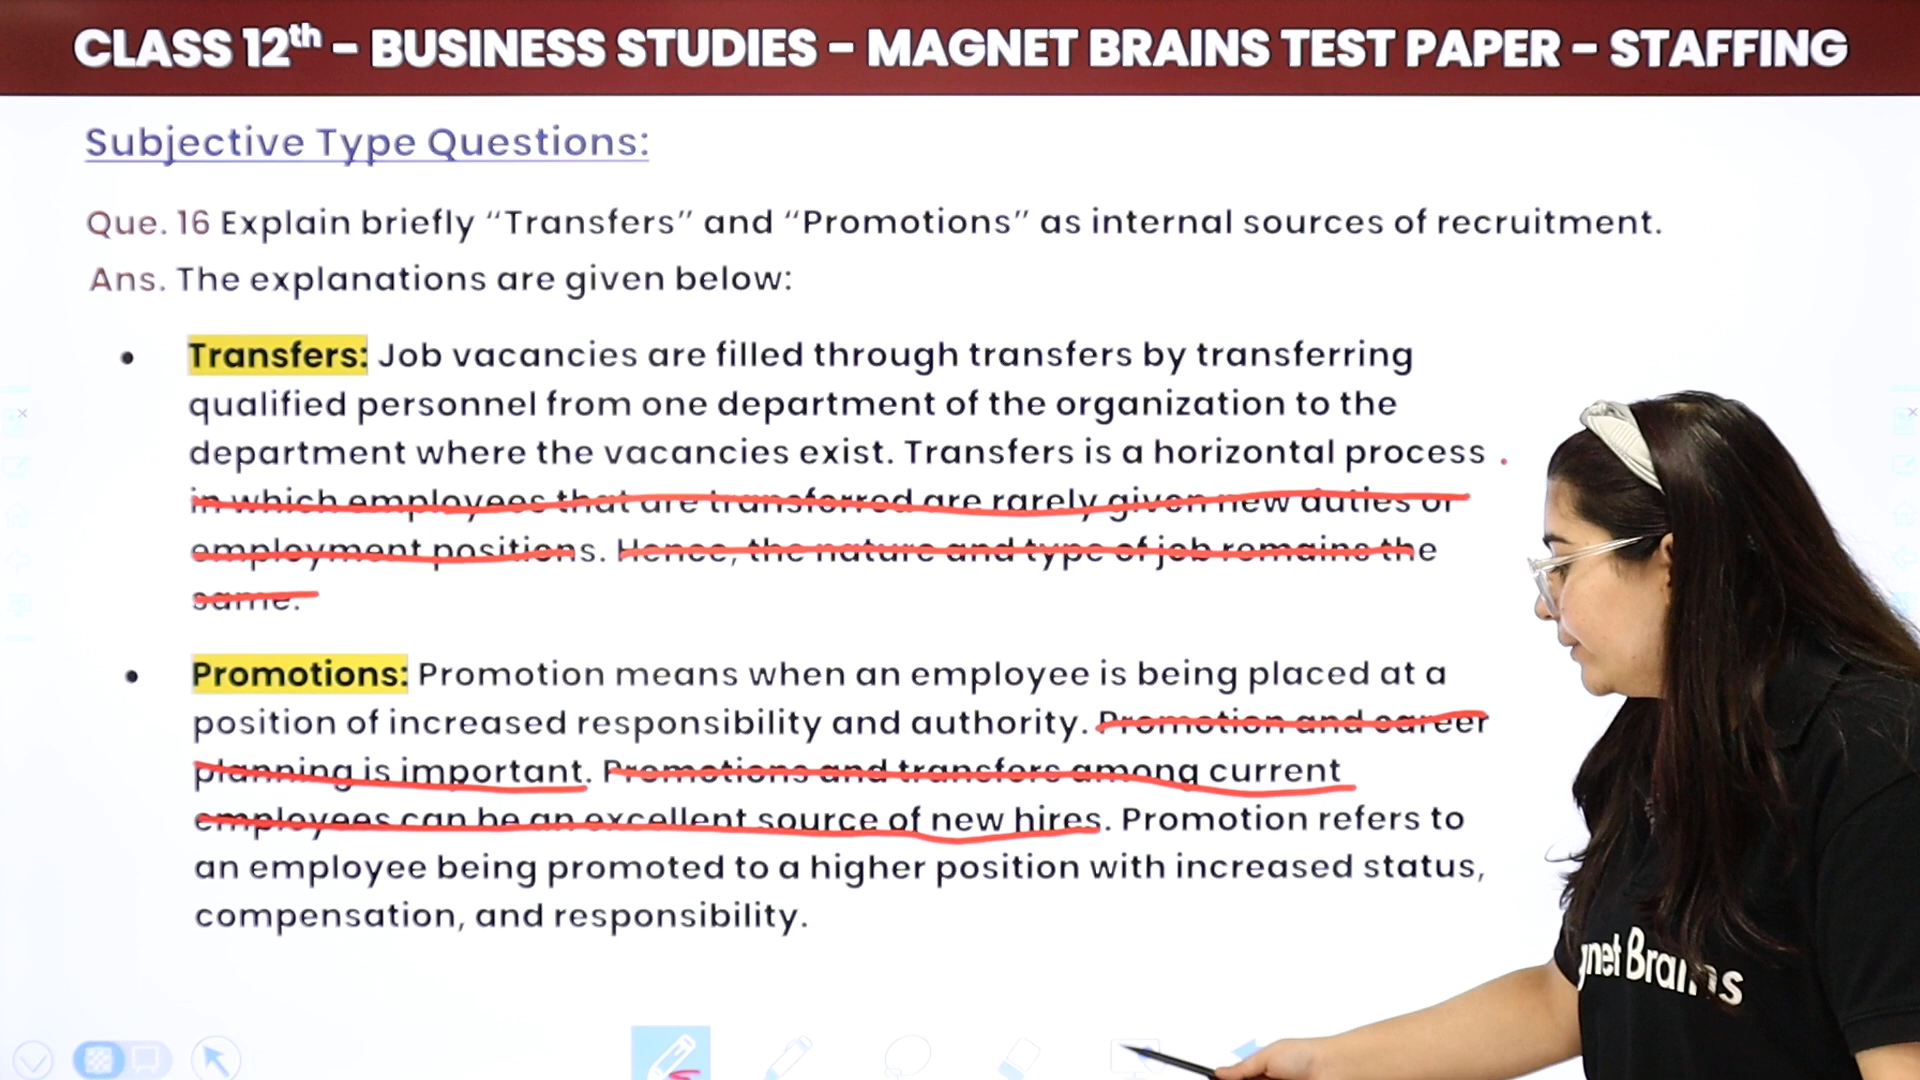 CLASS 12th – BUSINESS STUDIES – MAGNET BRAINS TEST PAPER – STAFFING
Subjective Type Questions:
Que. 16 Explain briefly “Transfers” and “Promotions” as internal sources of recruitment.
Ans. The explanations are given below:
• Transfers: Job vacancies are filled through transfers by transferring
qualified personnel from one department of the organization to the
department where the vacancies exist. Transfers is a horizontal process .
in which employees that are transferred are rarely given new duties or
employment positions. Hence, the nature and type of job remains the
same.
• Promotions: Promotion means when an employee is being placed at a
position of increased responsibility and authority. Promotion and career
planning is important. Promotions and transfers among current
employees can be an excellent source of new hires. Promotion refers to
an employee being promoted to a higher position with increased status,
compensation, and responsibility.
gnet Brains